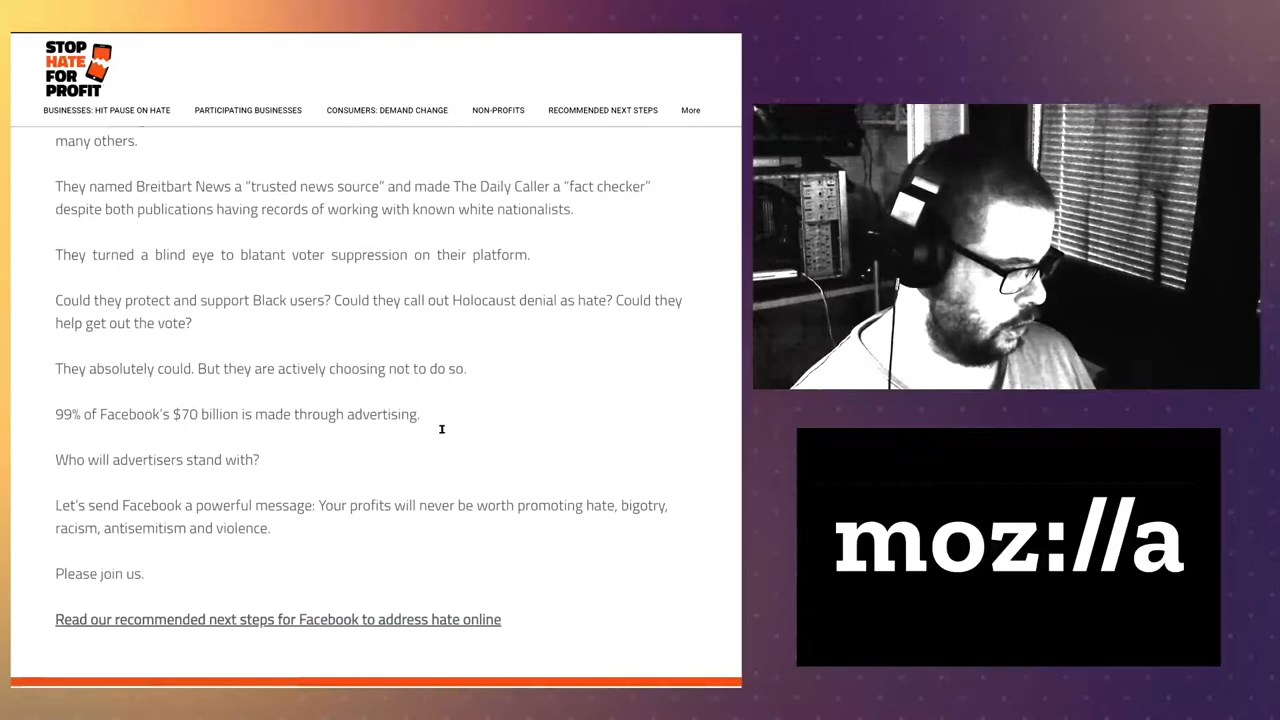 STOP
HATE
FOR
PROFIT
BUSINESSES: HIT PAUSE ON HATE PARTICIPATING BUSINESSES CONSUMERS: DEMAND CHANGE NON-PROFITS RECOMMENDED NEXT STEPS More
many others.
They named Breitbart News a “trusted news source” and made The Daily Caller a “fact checker”
despite both publications having records of working with known white nationalists.
They turned a blind eye to blatant voter suppression on their platform.
Could they protect and support Black users? Could they call out Holocaust denial as hate? Could they
help get out the vote?
They absolutely could. But they are actively choosing not to do so.
99% of Facebook’s $70 billion is made through advertising.
Who will advertisers stand with?
Let’s send Facebook a powerful message: Your profits will never be worth promoting hate, bigotry,
racism, antisemitism and violence.
Please join us.
Read our recommended next steps for Facebook to address hate online
moz://a